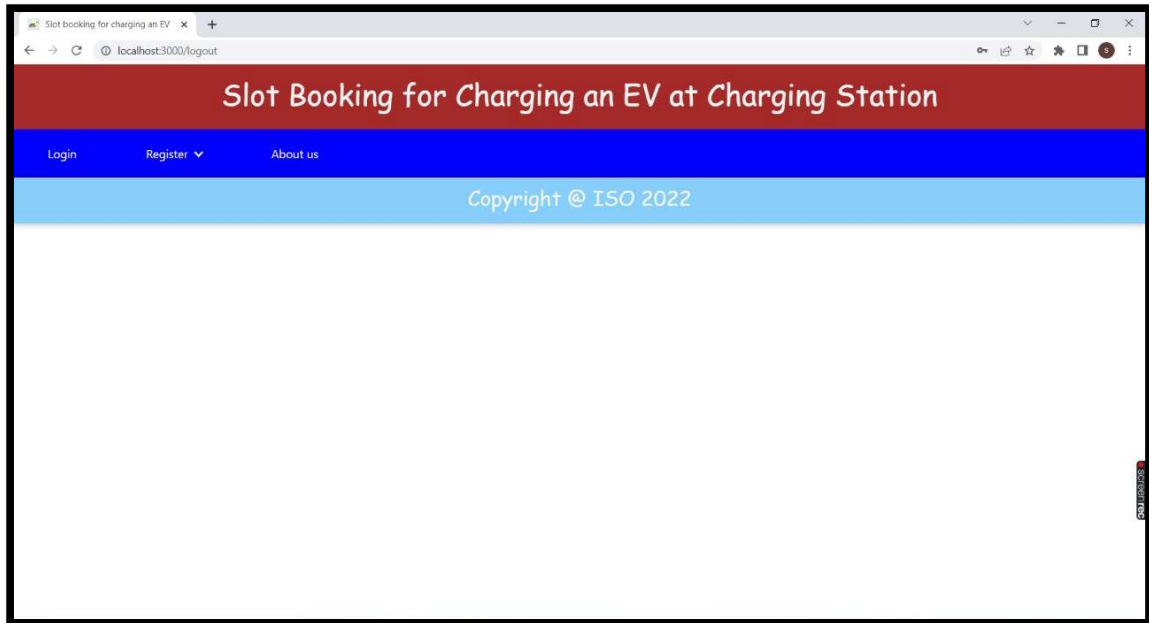 Slot booking for charging an EV
localhost:3000/logout
S
Slot Booking for Charging an EV at Charging Station
Login Register About us
Copyright @ ISO 2022
screenrec